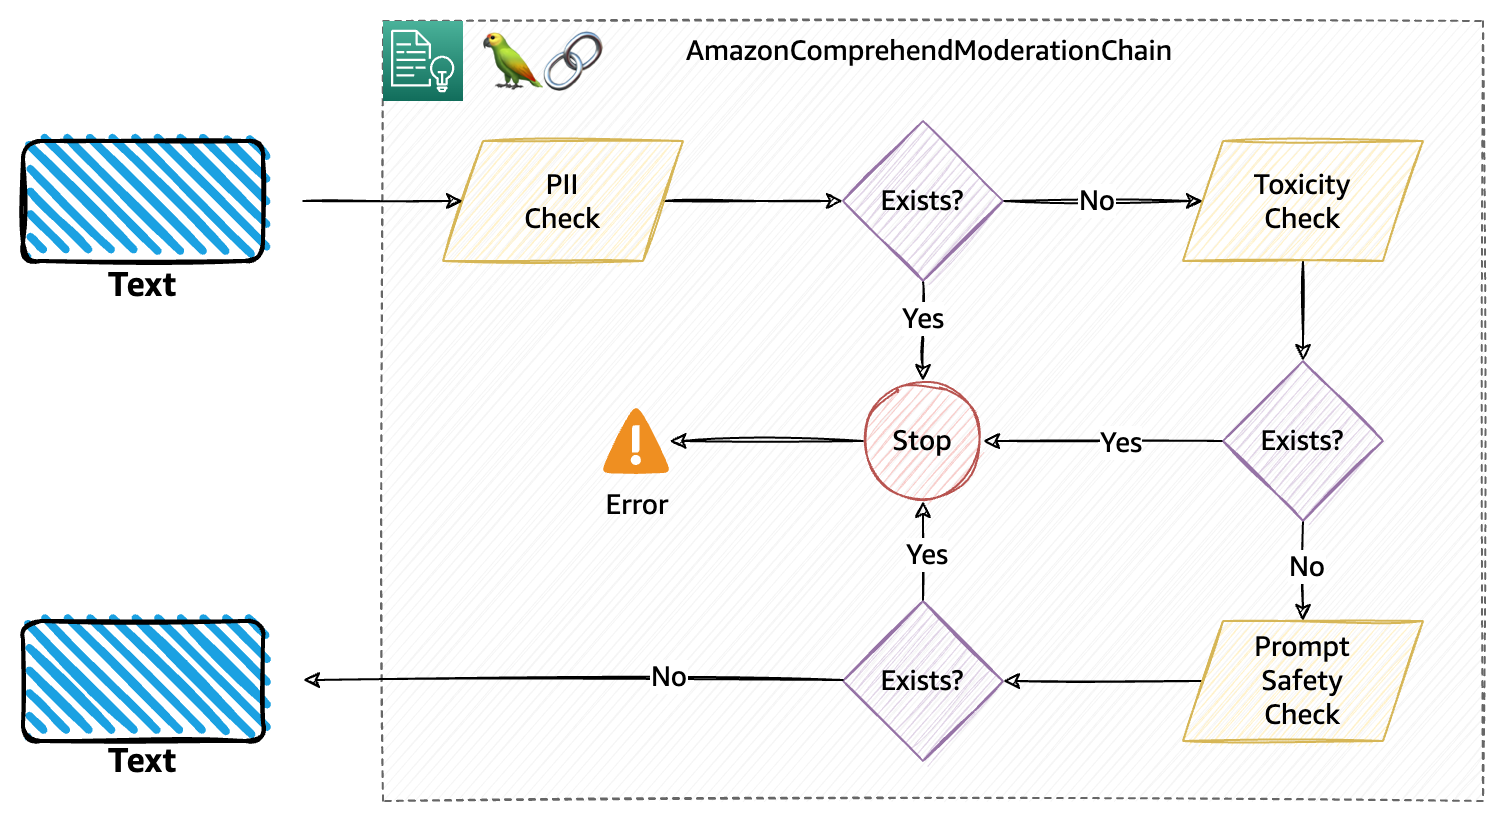 AmazonComprehendModerationChain
PII
Check
Exists?
No
Toxicity
Check
Text
Yes
Stop
Yes
Exists?
Error
Yes
No
Prompt
Safety
Check
Exists?
No
Text